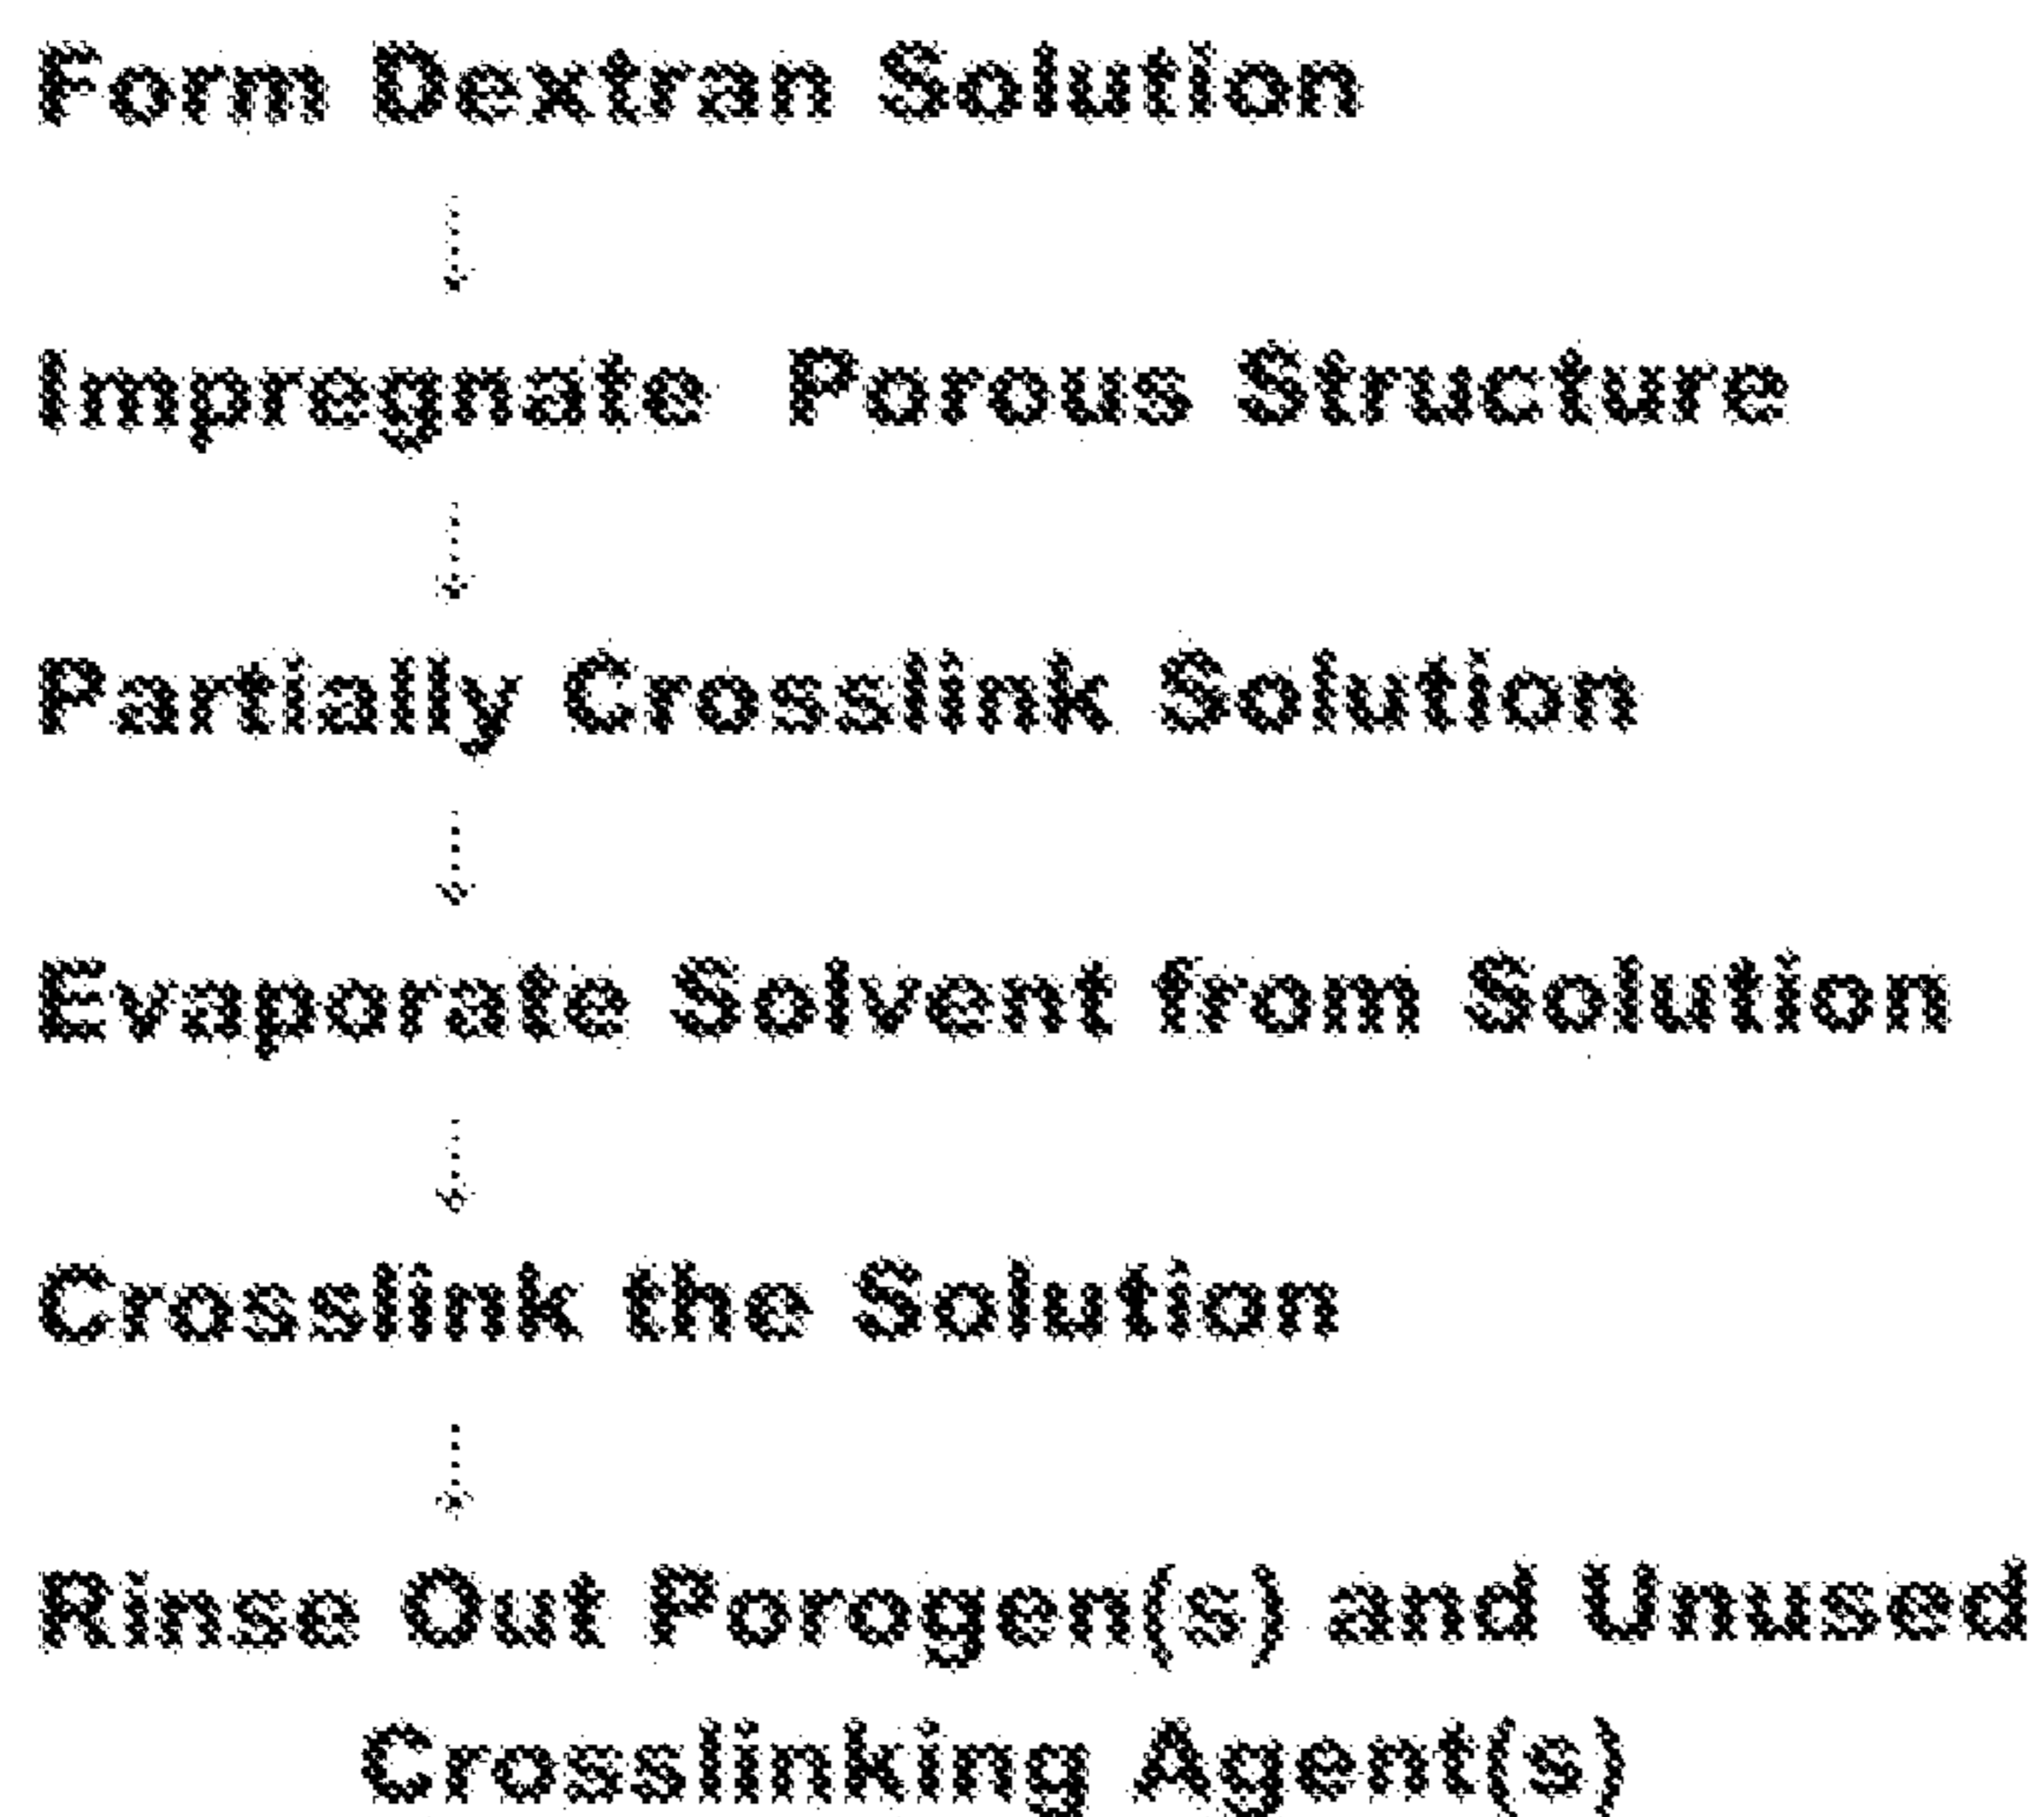 Form Dextran Solution
Impregnate Porous Structure
Partially Crosslink Solution
Evaporate Solvent from Solution
Crosslink the Solution
Rinse Out Porogen(s) and Unused
Crosslinking Agent(s)